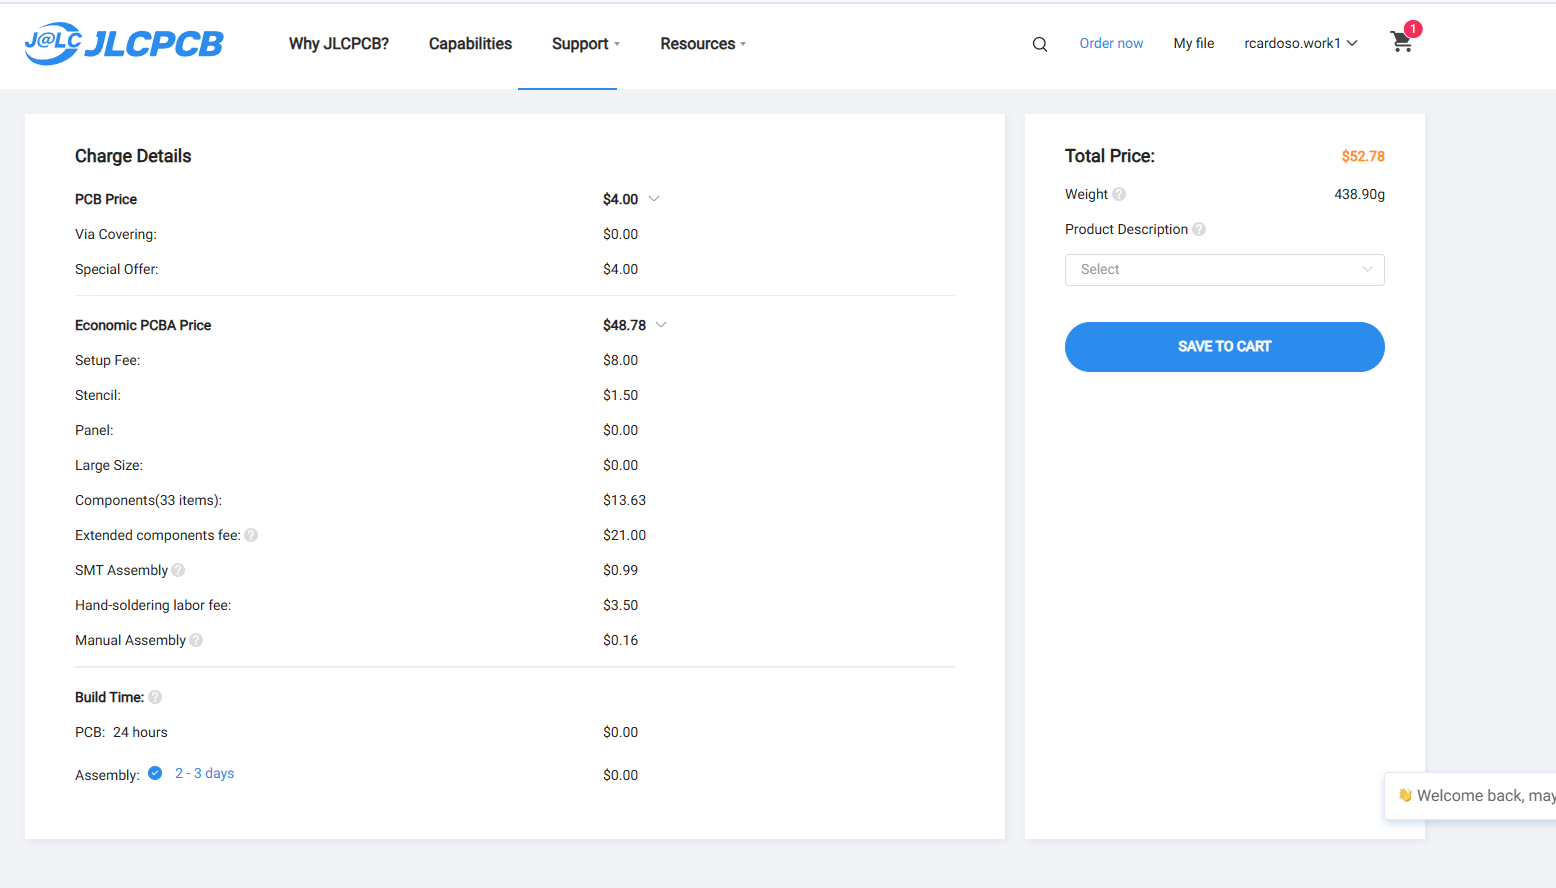 J@LC JLCPCB Why JLCPCB? Capabilities Support Resources Order now My file rcardoso.work1 1
Charge Details
PCB Price $4.00
Via Covering: $0.00
Special Offer: $4.00
Economic PCBA Price $48.78
Setup Fee: $8.00
Stencil: $1.50
Panel: $0.00
Large Size: $0.00
Components(33 items): $13.63
Extended components fee: ? $21.00
SMT Assembly ? $0.99
Hand-soldering labor fee: $3.50
Manual Assembly ? $0.16
Build Time: ?
PCB: 24 hours $0.00
Assembly: 2 - 3 days $0.00
Total Price: $52.78
Weight ? 438.90g
Product Description ?
Select
SAVE TO CART
👋 Welcome back, may